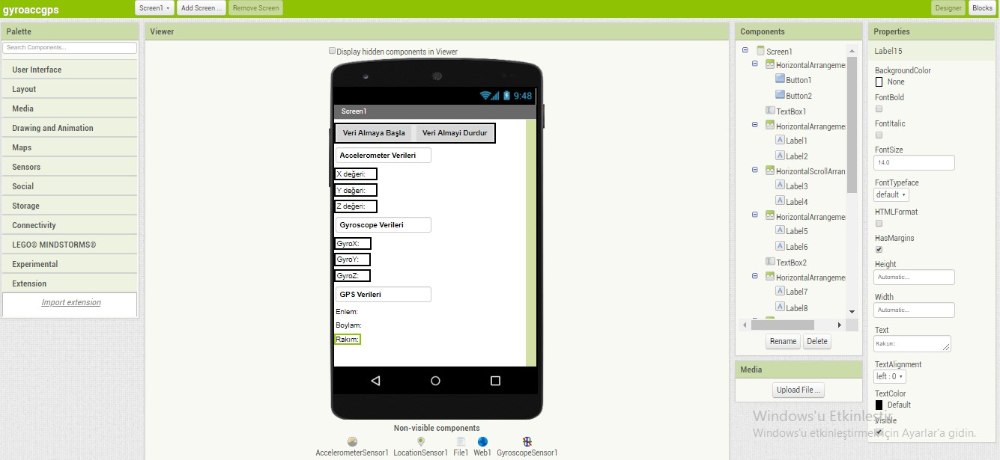 gyroaccgps
Screen1
Add Screen ...
Remove Screen
Designer
Blocks
Palette
Search Components...
User Interface
Layout
Media
Drawing and Animation
Maps
Sensors
Social
Storage
Connectivity
LEGO® MINDSTORMS®
Experimental
Extension
Import extension
Viewer
Display hidden components in Viewer
9:48
Screen1
Veri Almaya Başla
Veri Almayi Durdur
Accelerometer Verileri
X değeri:
Y değeri:
Z değeri:
Gyroscope Verileri
GyroX:
GyroY:
GyroZ:
GPS Verileri
Enlem:
Boylam:
Rakım:
Non-visible components
AccelerometerSensor1 LocationSensor1 File1 Web1 GyroscopeSensor1
Components
Screen1
HorizontalArrangeme
Button1
Button2
TextBox1
HorizontalArrangeme
Label1
Label2
HorizontalScrollArran
Label3
Label4
HorizontalArrangeme
Label5
Label6
TextBox2
HorizontalArrangeme
Label7
Label8
Rename
Delete
Media
Upload File ...
Properties
Label15
BackgroundColor
None
FontBold
FontItalic
FontSize
14.0
FontTypeface
default
HTMLFormat
HasMargins
Height
Automatic...
Width
Automatic...
Text
Rakım:
TextAlignment
left : 0
TextColor
Default
Visible
Windows'u Etkinleştir
Windows'u etkinleştirmek için Ayarlar'a gidin.